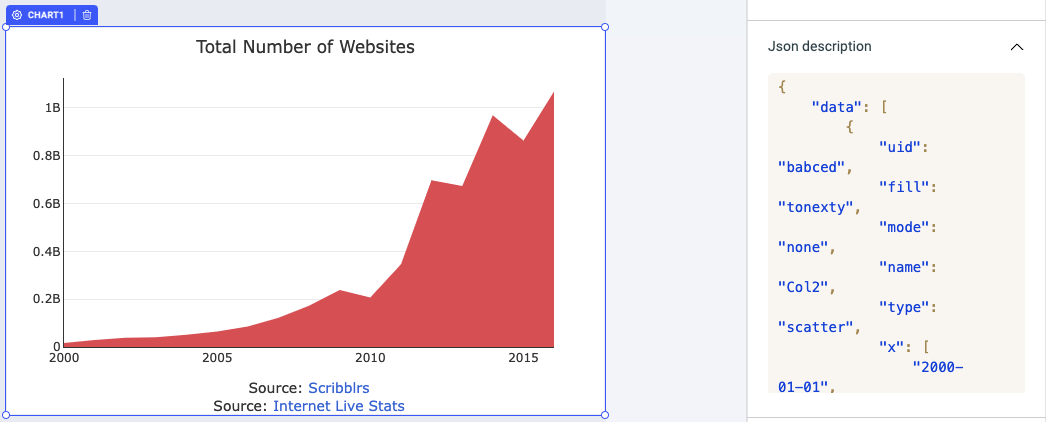 CHART1
Total Number of Websites
1B
0.8B
0.6B
0.4B
0.2B
0
2000 2005 2010 2015
Source: Scribblrs
Source: Internet Live Stats
Json description
{
"data": [
{
"uid":
"babced",
"fill":
"tonexty",
"mode":
"none",
"name":
"Col2",
"type":
"scatter",
"x": [
"2000-
01-01",